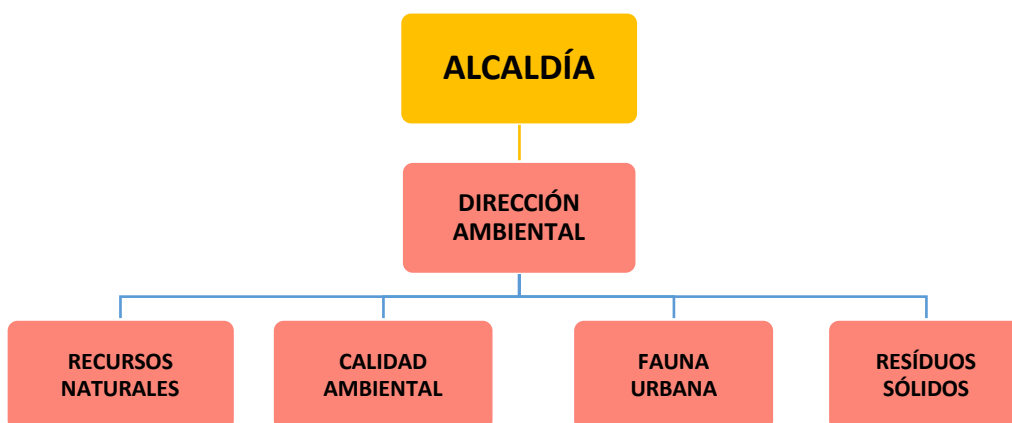 ALCALDÍA
DIRECCIÓN
AMBIENTAL
RECURSOS
NATURALES
CALIDAD
AMBIENTAL
FAUNA
URBANA
RESÍDUOS
SÓLIDOS